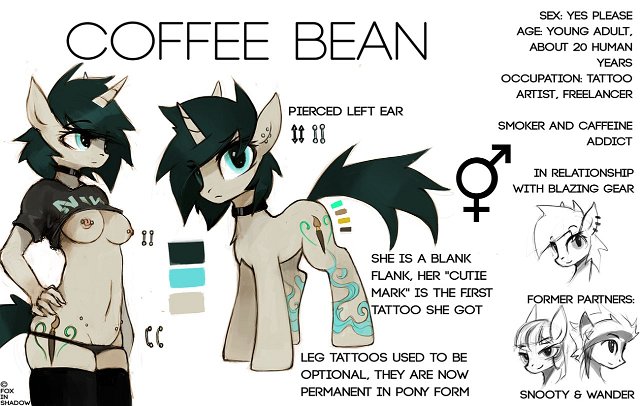 COFFEE BEAN
SEX: YES PLEASE
AGE: YOUNG ADULT,
ABOUT 20 HUMAN
YEARS
OCCUPATION: TATTOO
ARTIST, FREELANCER
SMOKER AND CAFFEINE
ADDICT
IN RELATIONSHIP
WITH BLAZING GEAR
FORMER PARTNERS:
SNOOTY & WANDER
PIERCED LEFT EAR
SHE IS A BLANK
FLANK, HER "CUTIE
MARK" IS THE FIRST
TATTOO SHE GOT
LEG TATTOOS USED TO BE
OPTIONAL, THEY ARE NOW
PERMANENT IN PONY FORM
©
FOX
IN
SHADOW